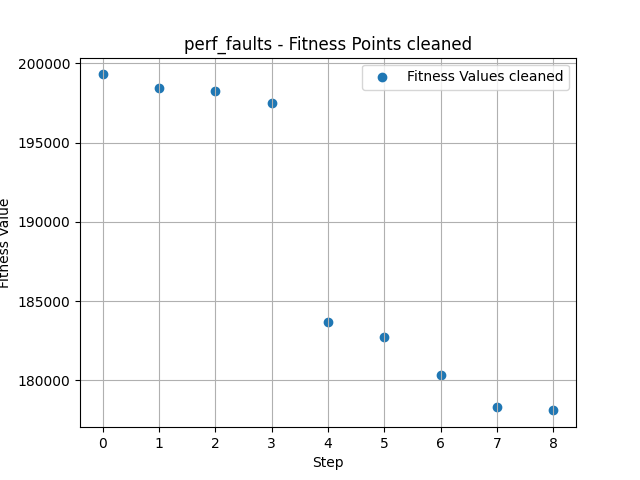 perf_faults - Fitness Points cleaned
Fitness Values cleaned
200000
195000
190000
185000
180000
Fitness Value
0 1 2 3 4 5 6 7 8
Step